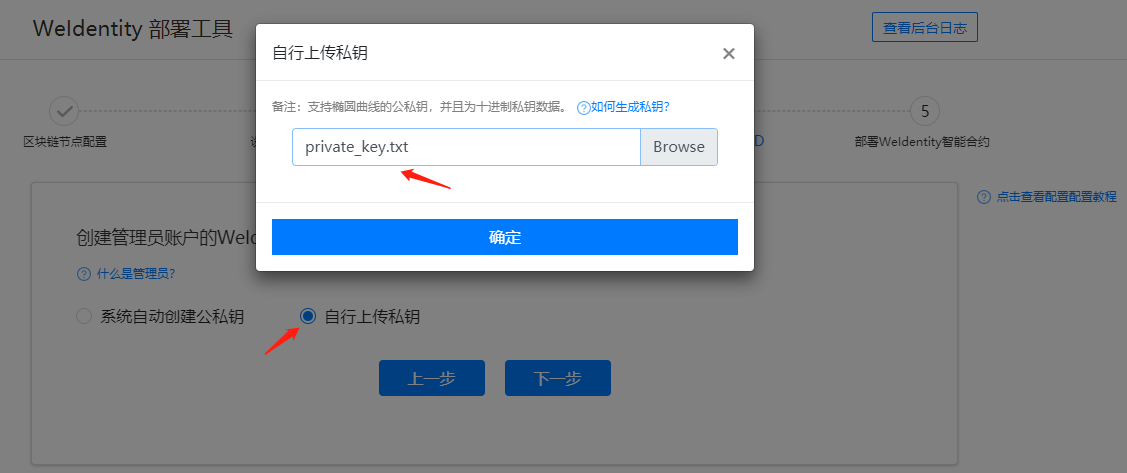 WeIdentity 部署工具
查看后台日志
自行上传私钥
×
备注：支持椭圆曲线的公私钥，并且为十进制私钥数据。 ?如何生成私钥?
private_key.txt Browse
确定
5
区块链节点配置
D
部署WeIdentity智能合约
? 点击查看配置配置教程
创建管理员账户的WeId
? 什么是管理员?
系统自动创建公私钥
自行上传私钥
上一步
下一步